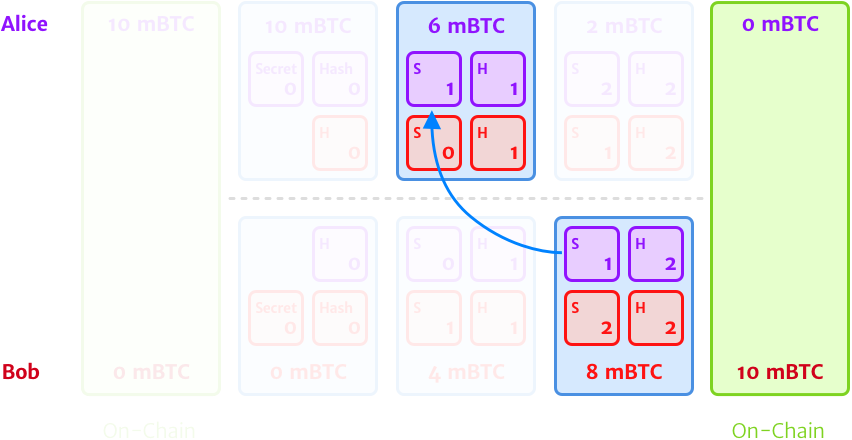 Alice
10 mBTC
10 mBTC
6 mBTC
2 mBTC
0 mBTC
Secret 0
Hash 0
S 1
H 1
S 2
H 2
H 0
S 0
H 1
S 1
H 2
H 0
S 0
H 1
S 1
H 2
Secret 0
Hash 0
S 1
H 1
S 2
H 2
Bob
0 mBTC
0 mBTC
4 mBTC
8 mBTC
10 mBTC
On-Chain
On-Chain